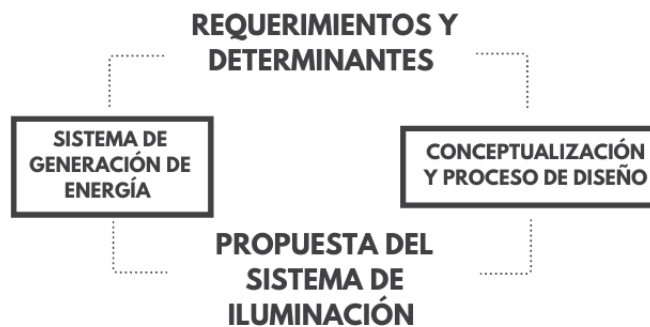 REQUERIMIENTOS Y
DETERMINANTES
SISTEMA DE
GENERACIÓN DE
ENERGÍA
CONCEPTUALIZACIÓN
Y PROCESO DE DISEÑO
PROPUESTA DEL
SISTEMA DE
ILUMINACIÓN